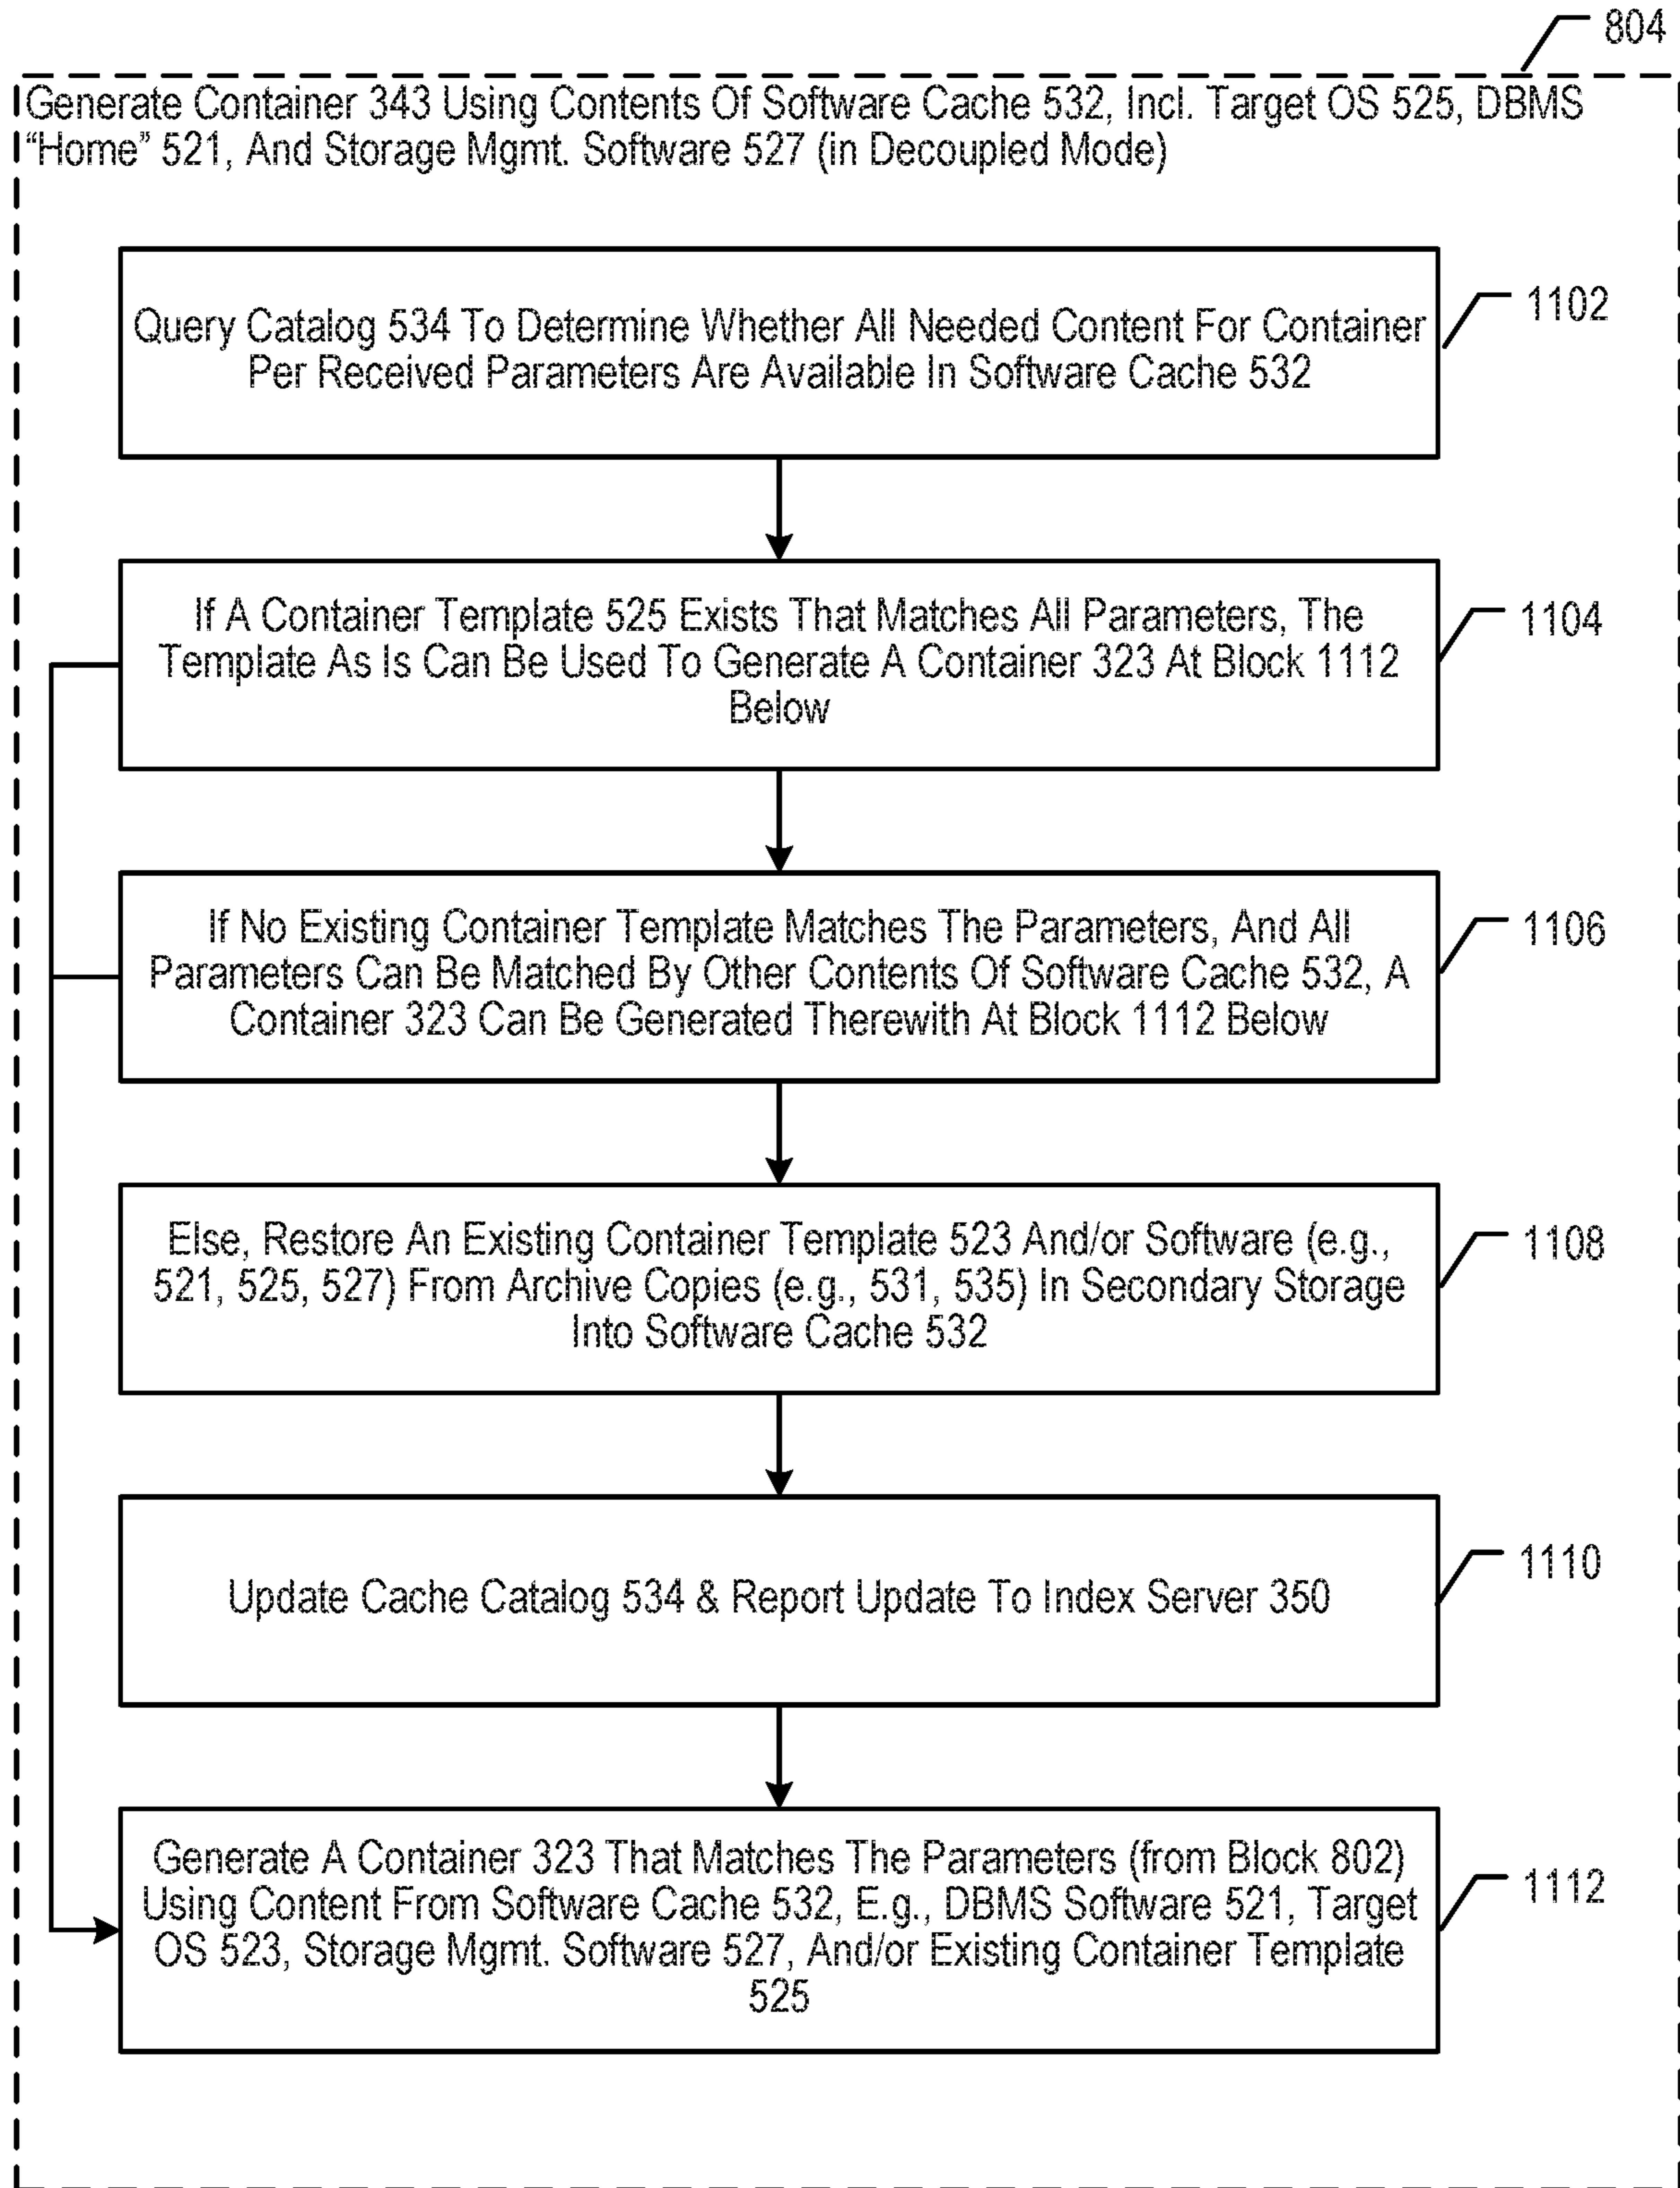 804
Generate Container 343 Using Contents Of Software Cache 532, Incl. Target OS 525, DBMS
“Home” 521, And Storage Mgmt. Software 527 (in Decoupled Mode)
Query Catalog 534 To Determine Whether All Needed Content For Container
Per Received Parameters Are Available In Software Cache 532
1102
If A Container Template 525 Exists That Matches All Parameters, The
Template As Is Can Be Used To Generate A Container 323 At Block 1112
Below
1104
If No Existing Container Template Matches The Parameters, And All
Parameters Can Be Matched By Other Contents Of Software Cache 532, A
Container 323 Can Be Generated Therewith At Block 1112 Below
1106
Else, Restore An Existing Container Template 523 And/or Software (e.g.,
521, 525, 527) From Archive Copies (e.g., 531, 535) In Secondary Storage
Into Software Cache 532
1108
Update Cache Catalog 534 & Report Update To Index Server 350
1110
Generate A Container 323 That Matches The Parameters (from Block 802)
Using Content From Software Cache 532, E.g., DBMS Software 521, Target
OS 523, Storage Mgmt. Software 527, And/or Existing Container Template
525
1112